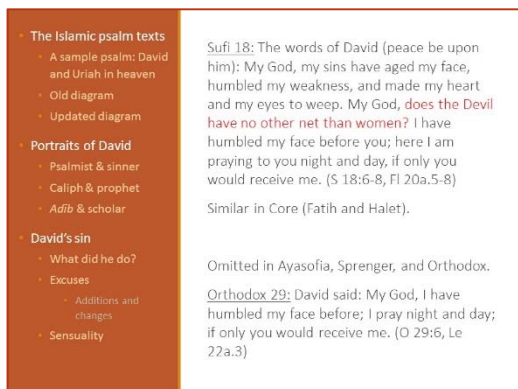 The Islamic psalm texts
A sample psalm: David
and Uriah in heaven
Old diagram
Updated diagram
Portraits of David
Psalmist & sinner
Caliph & prophet
Adīb & scholar
David's sin
What did he do?
Excuses
Additions and
changes
Sensuality
Sufi 18: The words of David (peace be upon
him): My God, my sins have aged my face,
humbled my weakness, and made my heart
and my eyes to weep. My God, does the Devil
have no other net than women? I have
humbled my face before you; here I am
praying to you night and day, if only you
would receive me. (S 18:6-8, Fl 20a.5-8)
Similar in Core (Fatih and Halet).
Omitted in Ayasofia, Sprenger, and Orthodox.
Orthodox 29: David said: My God, I have
humbled my face before; I pray night and day;
if only you would receive me. (O 29:6, Le
22a.3)